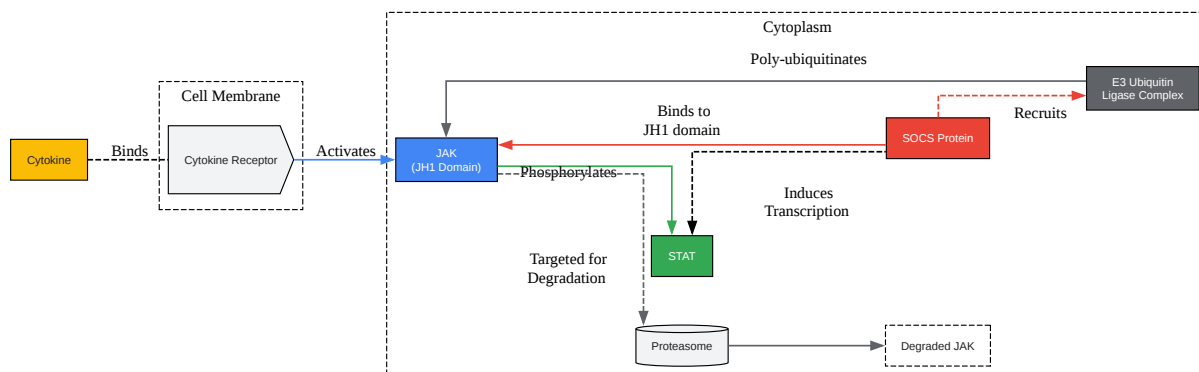 Cytoplasm
Poly-ubiquitinates
E3 Ubiquitin
Ligase Complex
Cell Membrane
Binds to
JH1 domain
Recruits
SOCS Protein
Cytokine
Binds
Cytokine Receptor
Activates
JAK
(JH1 Domain)
Phosphorylates
Induces
Transcription
STAT
Targeted for
Degradation
Proteasome
Degraded JAK